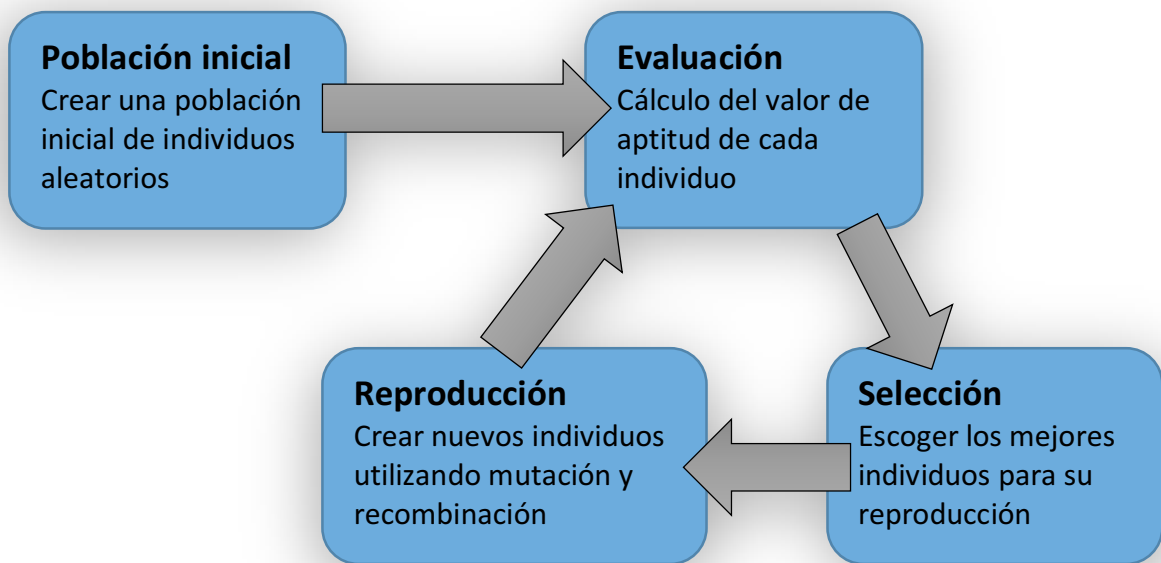 Población inicial
Crear una población
inicial de individuos
aleatorios
Evaluación
Cálculo del valor de
aptitud de cada
individuo
Reproducción
Crear nuevos individuos
utilizando mutación y
recombinación
Selección
Escoger los mejores
individuos para su
reproducción